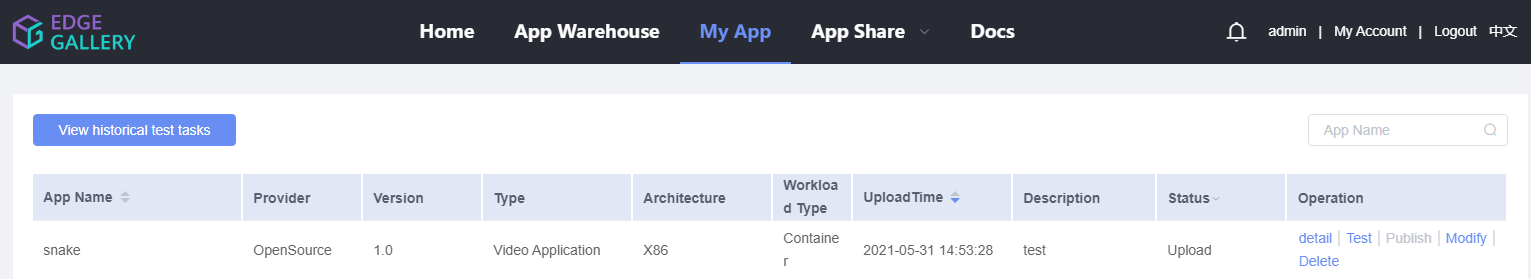 EDGE
GALLERY
Home App Warehouse My App App Share Docs admin | My Account | Logout 中文
View historical test tasks App Name
App Name Provider Version Type Architecture Workloa UploadTime Description Status Operation
d Type
snake OpenSource 1.0 Video Application X86 Containe 2021-05-31 14:53:28 test Upload detail | Test | Publish | Modify |
r Delete